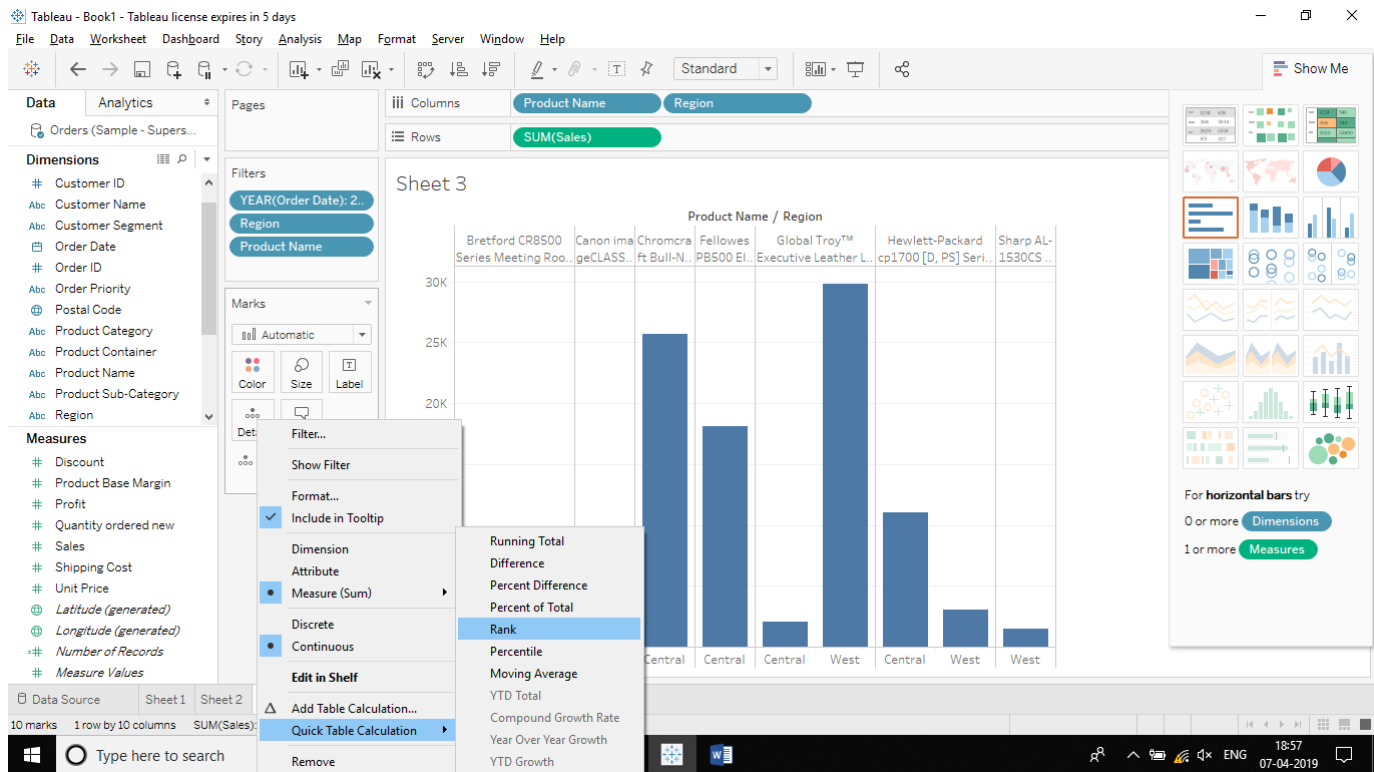 Tableau - Book1 - Tableau license expires in 5 days
File Data Worksheet Dashboard Story Analysis Map Format Server Window Help
Standard
Show Me
Data Analytics
Orders (Sample - Supers...
Dimensions
# Customer ID
Abc Customer Name
Abc Customer Segment
Order Date
# Order ID
Abc Order Priority
Postal Code
Abc Product Category
Abc Product Container
Abc Product Name
Abc Product Sub-Category
Abc Region
Measures
# Discount
# Product Base Margin
# Profit
# Quantity ordered new
# Sales
# Shipping Cost
# Unit Price
Latitude (generated)
Longitude (generated)
=# Number of Records
# Measure Values
Pages
Filters
YEAR(Order Date): 2..
Region
Product Name
Marks
Automatic
Color Size Label
T
Det
Columns Product Name Region
Rows SUM(Sales)
Sheet 3
Product Name / Region
Bretford CR8500 Canon ima Chromcra Fellowes Global Troy™ Hewlett-Packard Sharp AL-
Series Meeting Roo.. geCLASS.. ft Bull-N.. PB500 El.. Executive Leather L.. cp1700 [D, PS] Seri.. 1530CS ..
30K
25K
20K
Central Central Central West Central West West
Filter...
Show Filter
Format...
Include in Tooltip
Dimension
Attribute
Measure (Sum)
Discrete
Continuous
Edit in Shelf
Add Table Calculation...
Quick Table Calculation
Remove
Running Total
Difference
Percent Difference
Percent of Total
Rank
Percentile
Moving Average
YTD Total
Compound Growth Rate
Year Over Year Growth
YTD Growth
For horizontal bars try
0 or more Dimensions
1 or more Measures
Data Source Sheet 1 Sheet 2
10 marks 1 row by 10 columns SUM(Sales):
Type here to search
W
ENG
18:57
07-04-2019